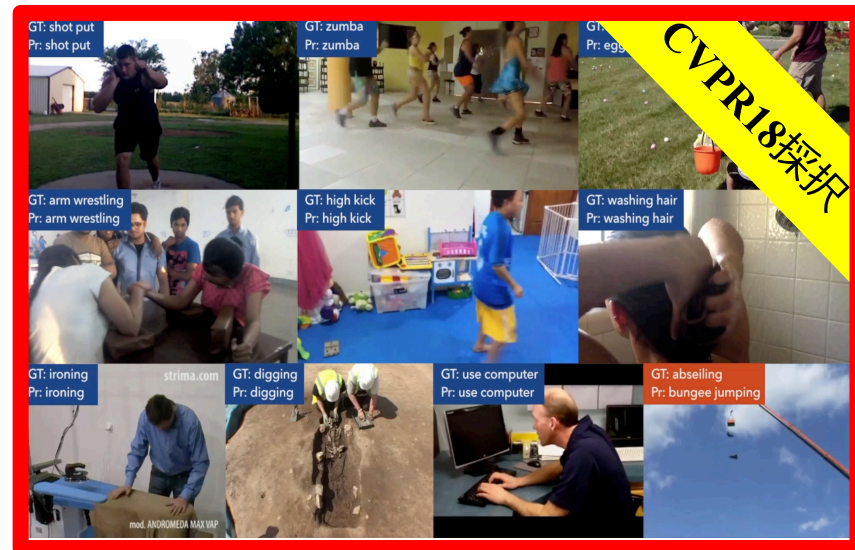 GT: shot put
Pr: shot put
GT: zumba
Pr: zumba
GT:
Pr: egg
CVPR18採択
GT: arm wrestling
Pr: arm wrestling
GT: high kick
Pr: high kick
GT: washing hair
Pr: washing hair
GT: ironing
Pr: ironing
strima.com
mod. ANDROMEDA MAX VAP
GT: digging
Pr: digging
GT: use computer
Pr: use computer
GT: abseiling
Pr: bungee jumping